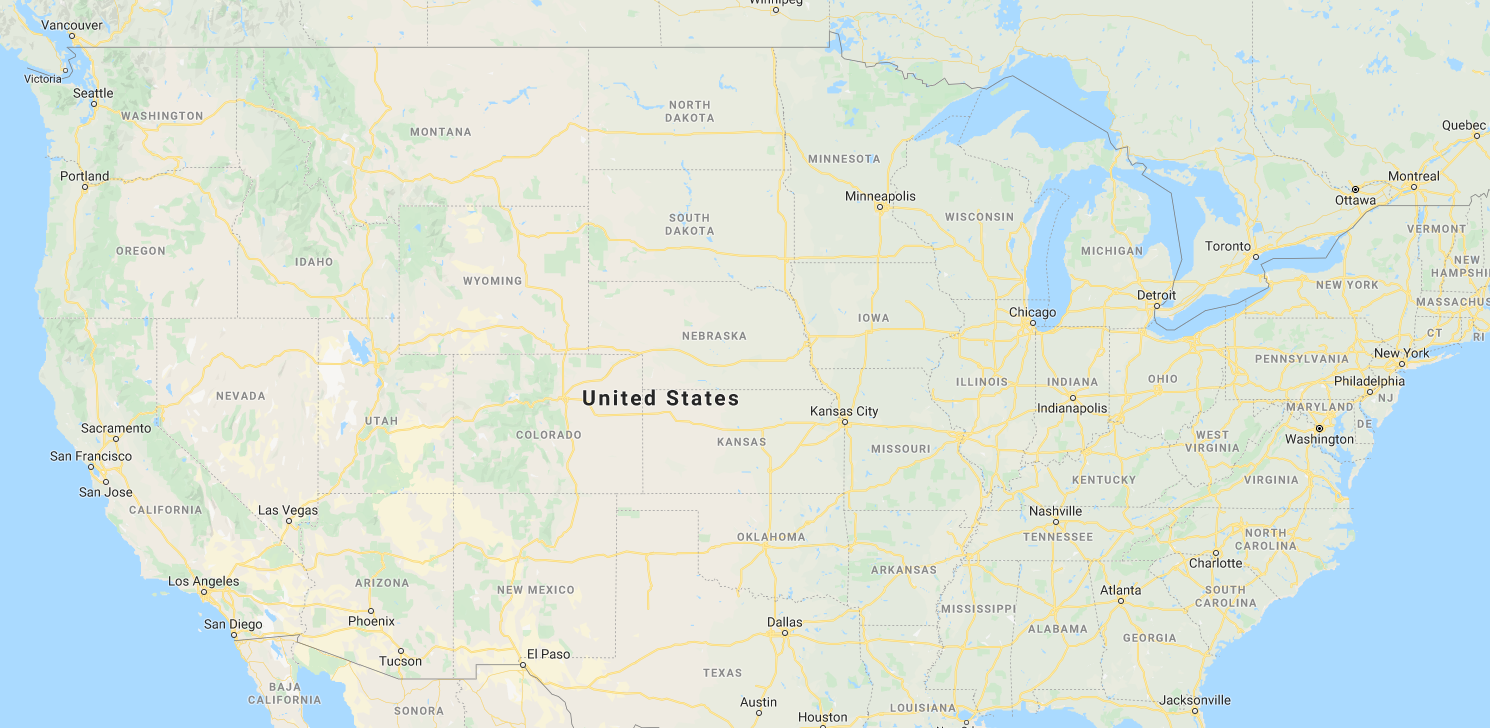 Winnipeg
Vancouver
Victoria
Seattle
WASHINGTON
NORTH
DAKOTA
MONTANA
Quebec
MINNESOTA
Portland
Minneapolis
Montreal
Ottawa
SOUTH
DAKOTA
WISCONSIN
VERMONT
OREGON
IDAHO
MICHIGAN
Toronto
NEW
HAMPSHI
WYOMING
NEW YORK
Detroit
MASSACHUS
Chicago
IOWA
NEBRASKA
CT
RI
PENNSYLVANIA
New York
NEVADA
United States
ILLINOIS
INDIANA
OHIO
Philadelphia
NJ
Indianapolis
MARYLAND
UTAH
Kansas City
DE
Sacramento
COLORADO
KANSAS
MISSOURI
WEST
VIRGINIA
Washington
San Francisco
San Jose
KENTUCKY
VIRGINIA
CALIFORNIA
Las Vegas
Nashville
TENNESSEE
OKLAHOMA
NORTH
CAROLINA
Charlotte
Los Angeles
ARIZONA
NEW MEXICO
ARKANSAS
Atlanta
SOUTH
CAROLINA
MISSISSIPPI
San Diego
Phoenix
Dallas
ALABAMA
GEORGIA
Tucson
El Paso
TEXAS
BAJA
CALIFORNIA
SONORA
Austin
Houston
LOUISIANA
Jacksonville